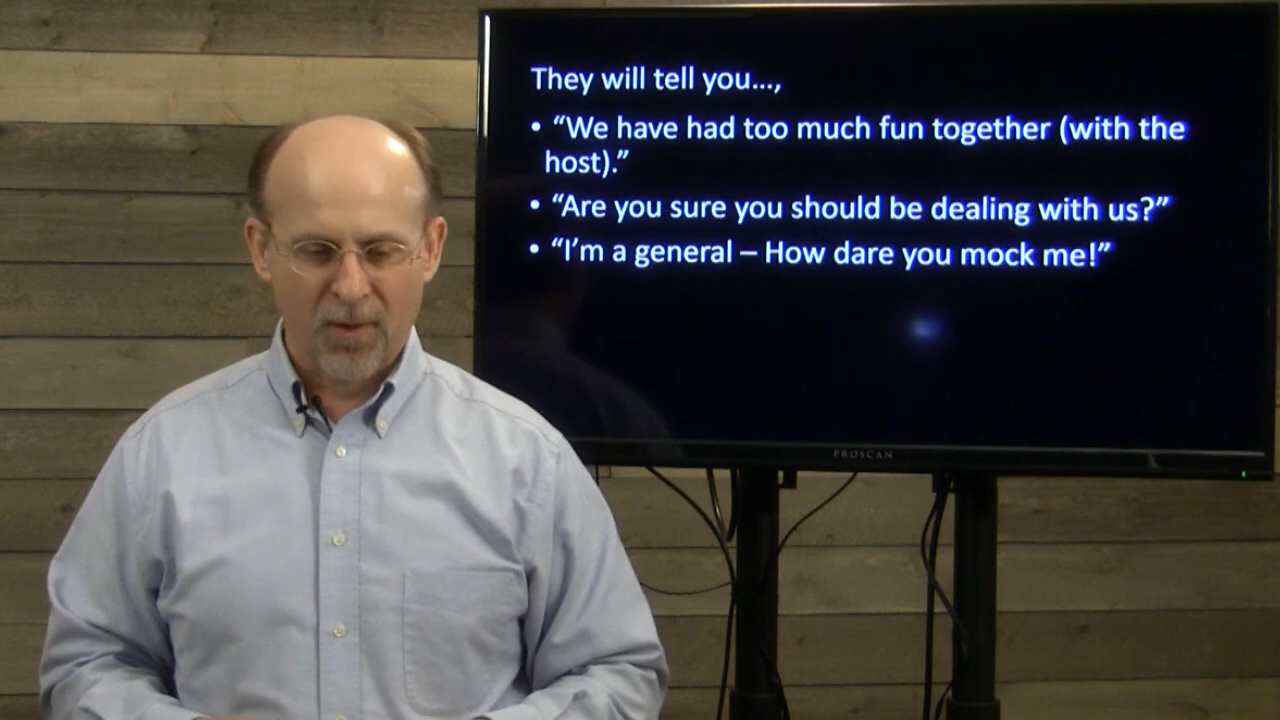 They will tell you…,
• “We have had too much fun together (with the
host).”
• “Are you sure you should be dealing with us?”
• “I’m a general – How dare you mock me!”
PROSCAN